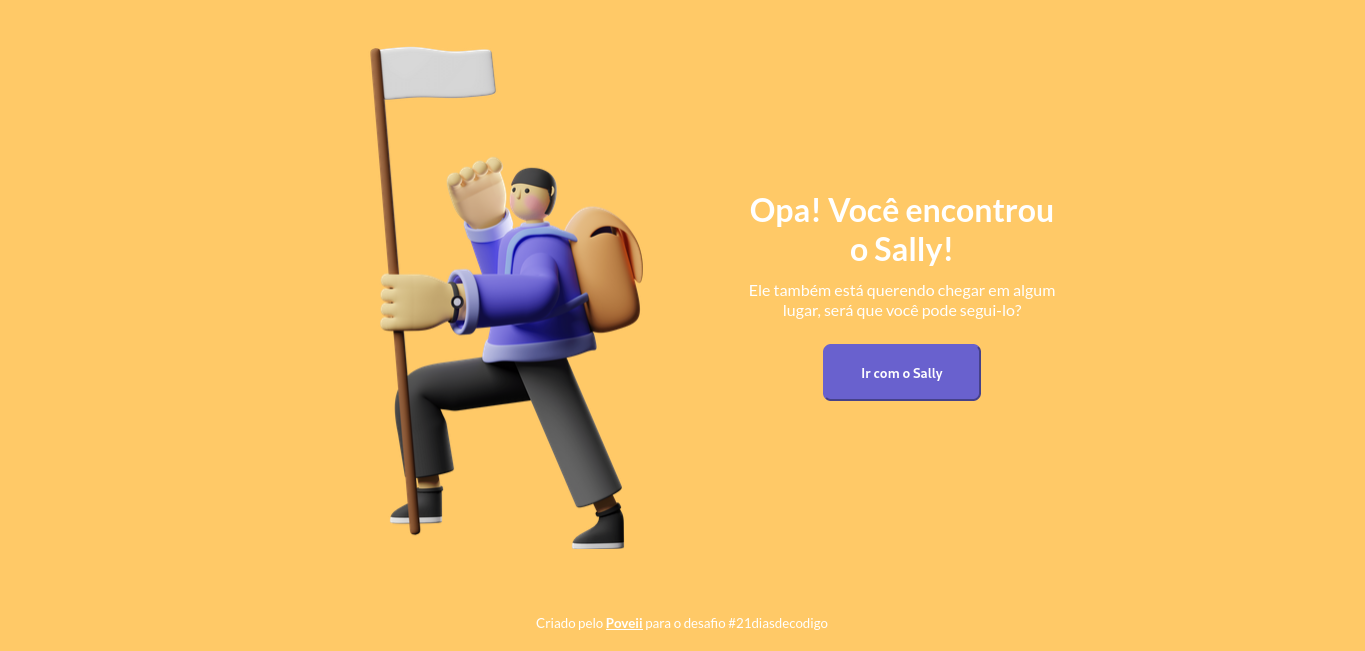 Opa! Você encontrou
o Sally!
Ele também está querendo chegar em algum
lugar, será que você pode segui-lo?
Ir com o Sally
Criado pelo Poveii para o desafio #21diasdecodigo